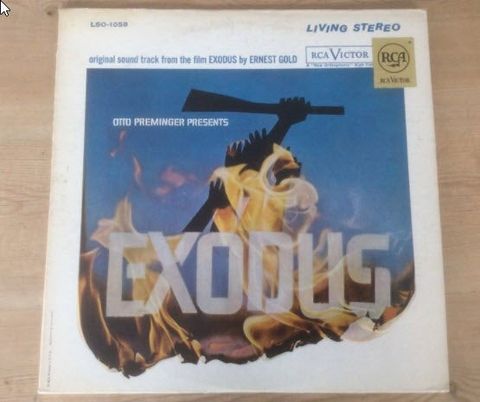 LSO-1058
LIVING STEREO
original sound track from the film EXODUS by ERNEST GOLD
RCA VICTOR
RCA
RCA VICTOR
OTTO PREMINGER PRESENTS
EXODUS